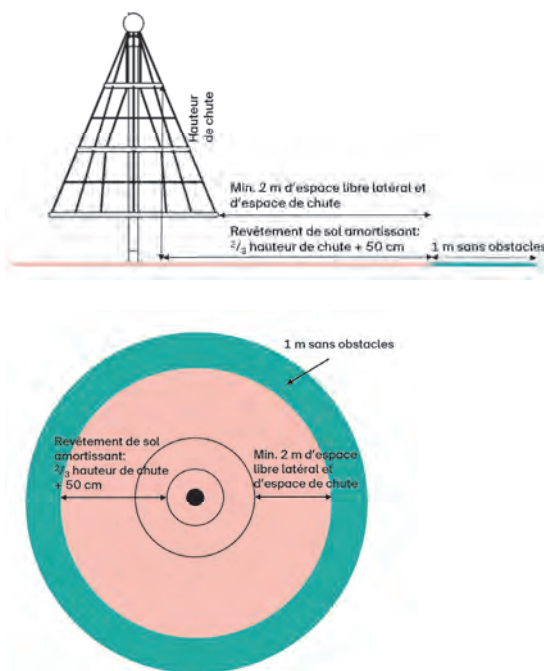 Hauteur
de chute
Min. 2 m d'espace libre latéral et
d'espace de chute
Revêtement de sol amortissant:
²/₃ hauteur de chute + 50 cm
1 m sans obstacles
1 m sans obstacles
Revêtement de sol
amortissant:
²/₃ hauteur de chute
+ 50 cm
Min. 2 m d'espace
libre latéral et
d'espace de chute